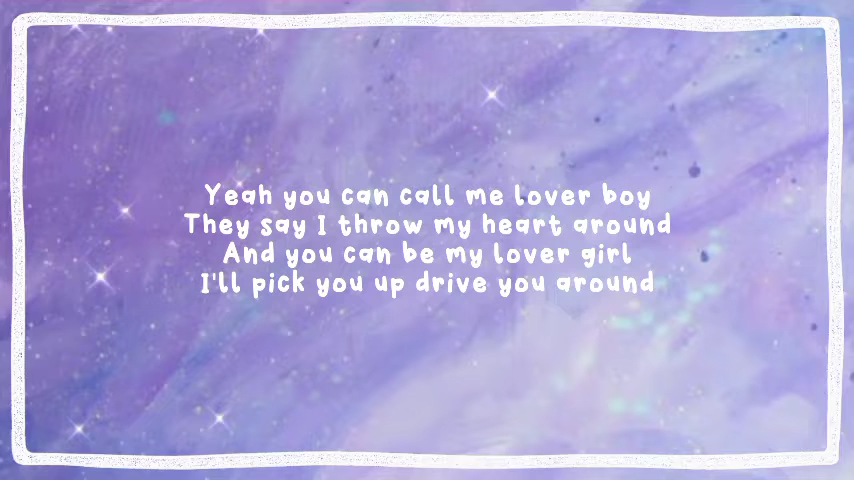 Yeah you can call me lover boy
They say I throw my heart around
And you can be my lover girl
I'll pick you up drive you around